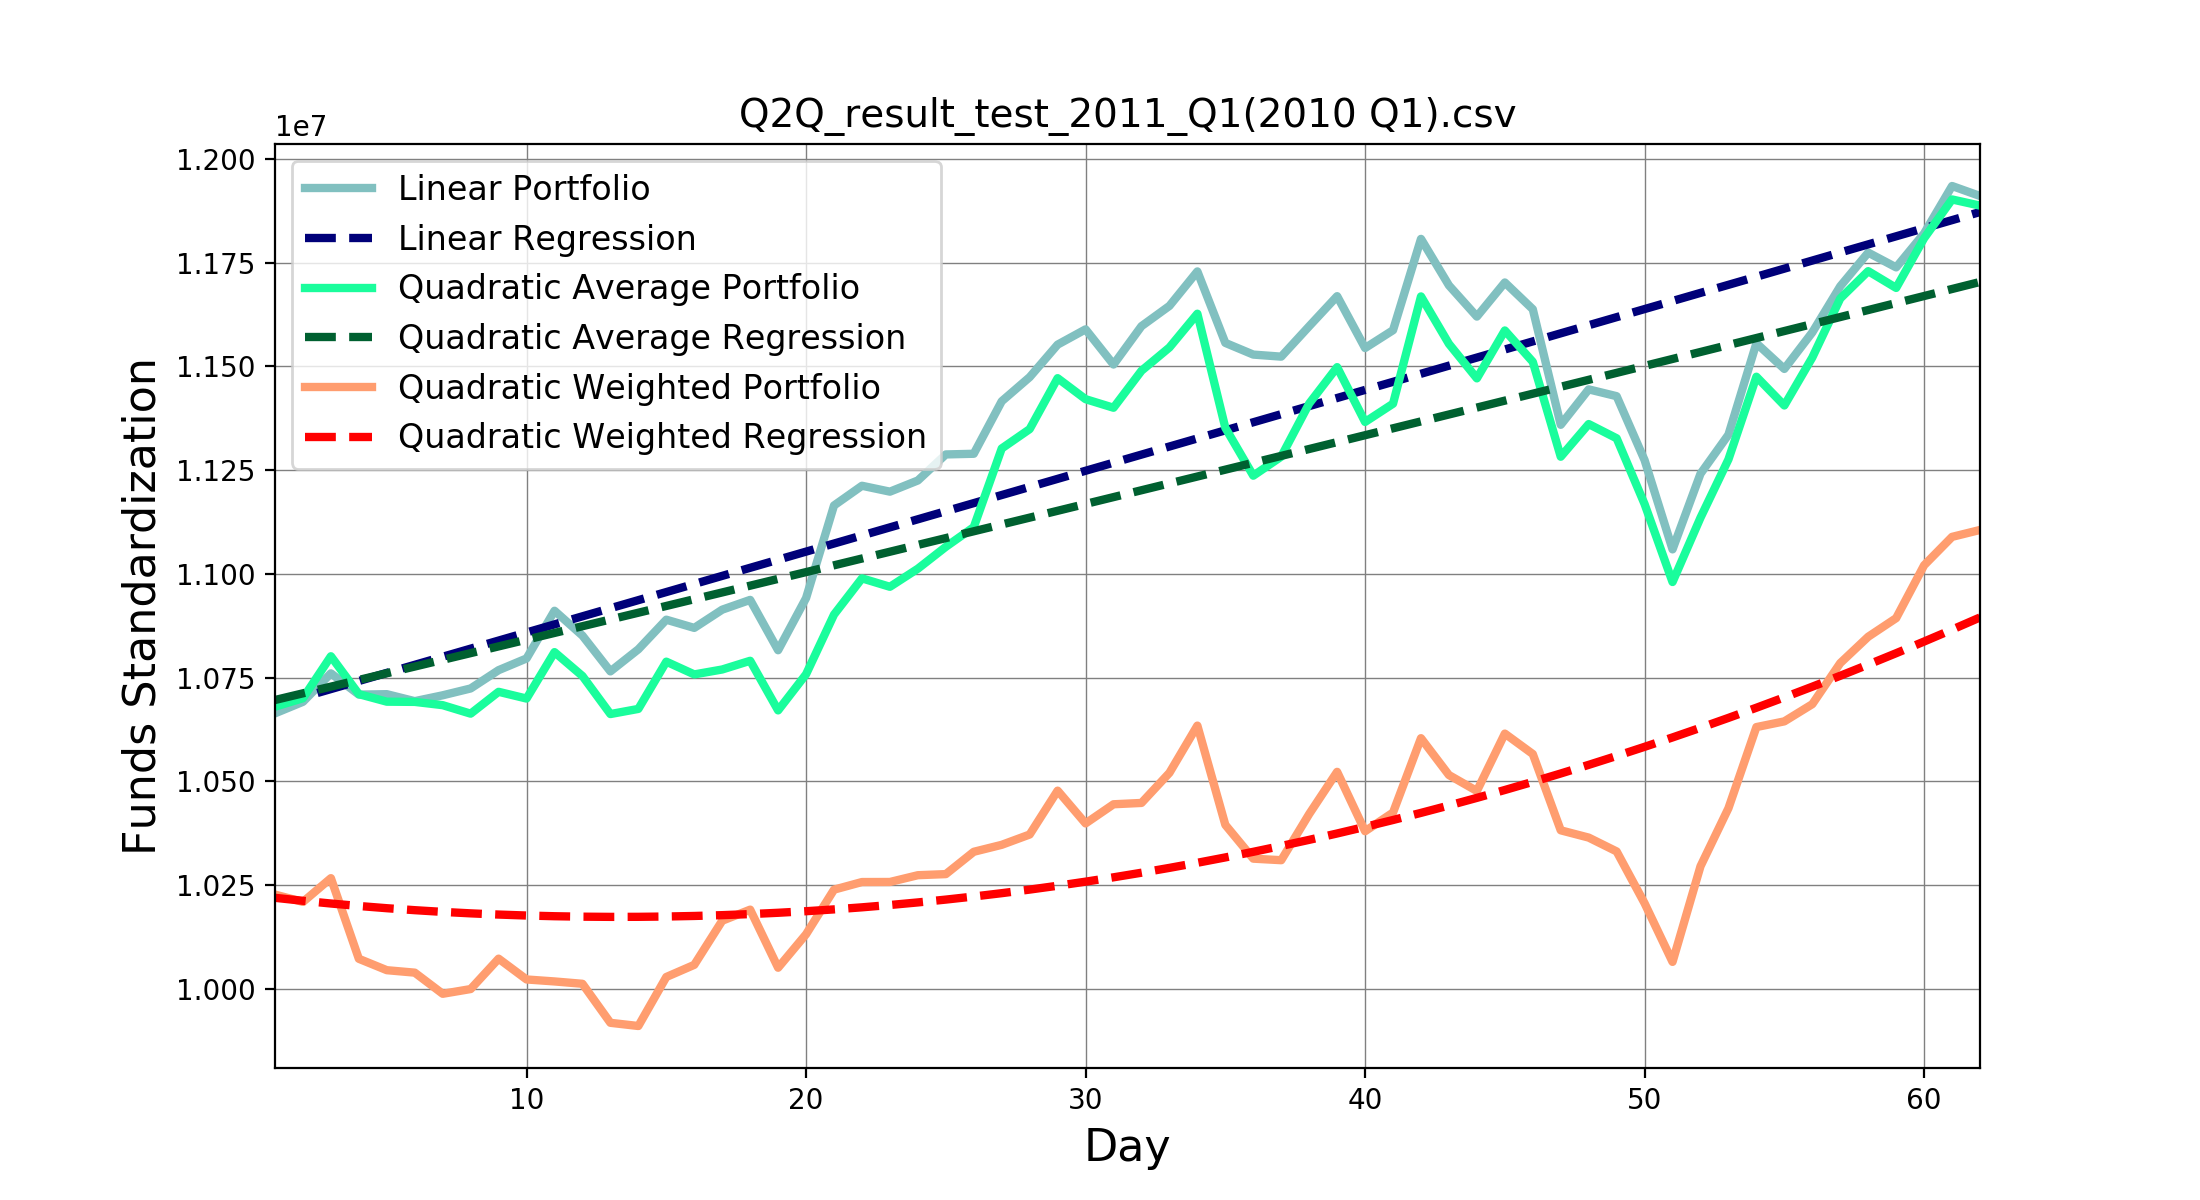 Q2Q_result_test_2011_Q1(2010 Q1).csv
1e7
1.200
1.175
1.150
1.125
1.100
1.075
1.050
1.025
1.000
Funds Standardization
Linear Portfolio
Linear Regression
Quadratic Average Portfolio
Quadratic Average Regression
Quadratic Weighted Portfolio
Quadratic Weighted Regression
10 20 30 40 50 60
Day